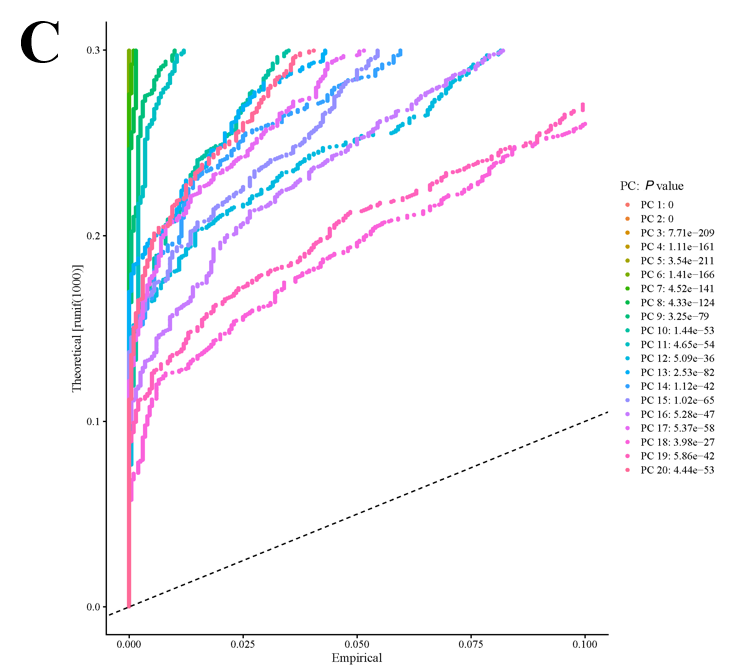 C
0.3
0.2
0.1
0.0
Theoretical [runif(1000)]
0.000 0.025 0.050 0.075 0.100
Empirical
PC: P value
PC 1: 0
PC 2: 0
PC 3: 7.71e−209
PC 4: 1.11e−161
PC 5: 3.54e−211
PC 6: 1.41e−166
PC 7: 4.52e−141
PC 8: 4.33e−124
PC 9: 3.25e−79
PC 10: 1.44e−53
PC 11: 4.65e−54
PC 12: 5.09e−36
PC 13: 2.53e−82
PC 14: 1.12e−42
PC 15: 1.02e−65
PC 16: 5.28e−47
PC 17: 5.37e−58
PC 18: 3.98e−27
PC 19: 5.86e−42
PC 20: 4.44e−53